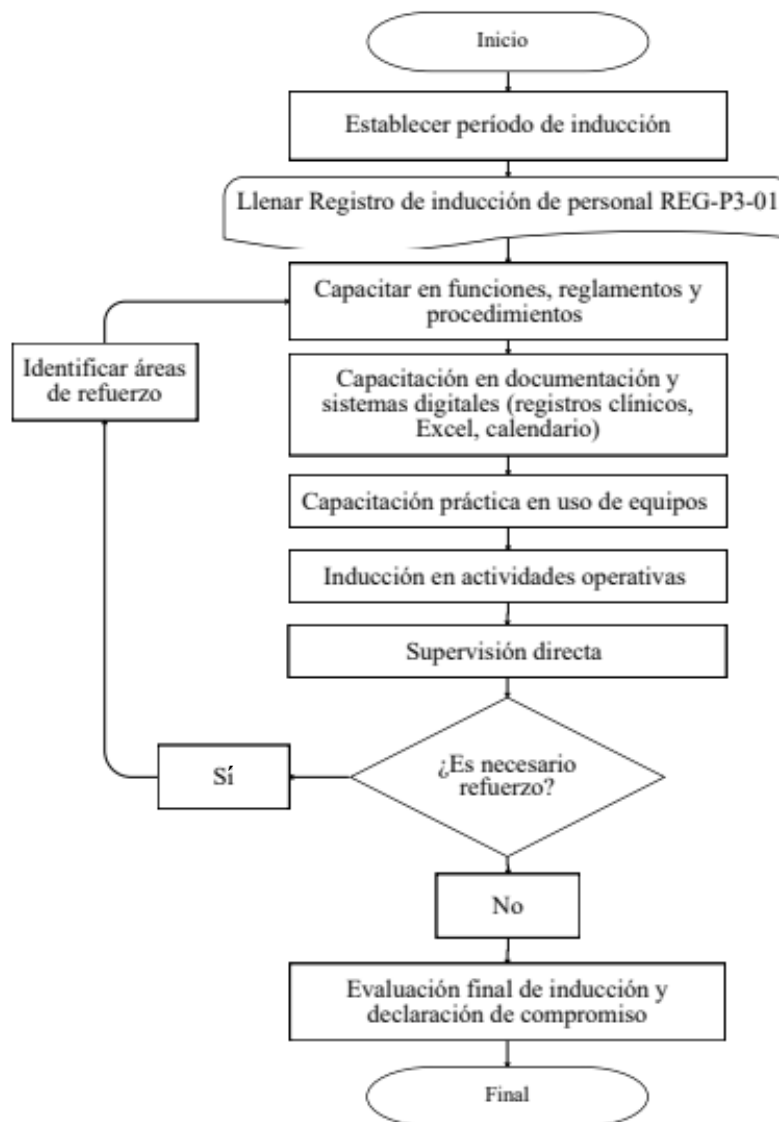 Inicio
Establecer período de inducción
Llenar Registro de inducción de personal REG-P3-01
Capacitar en funciones, reglamentos y
procedimientos
Identificar áreas
de refuerzo
Capacitación en documentación y
sistemas digitales (registros clínicos,
Excel, calendario)
Capacitación práctica en uso de equipos
Inducción en actividades operativas
Supervisión directa
¿Es necesario
refuerzo?
Sí
No
Evaluación final de inducción y
declaración de compromiso
Final